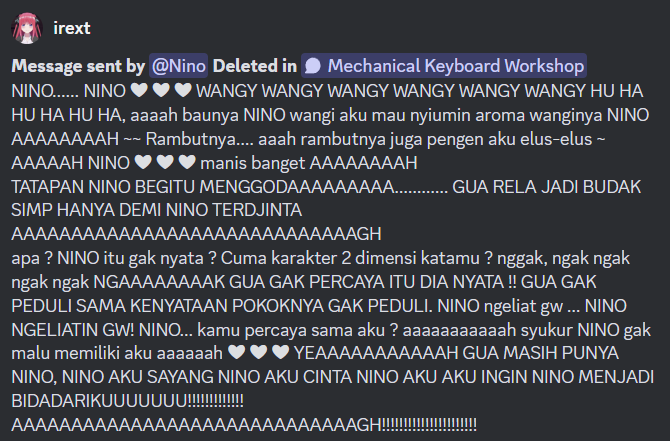 irext
Message sent by @Nino Deleted in Mechanical Keyboard Workshop
NINO...... NINO 🤍 🤍 🤍 WANGY WANGY WANGY WANGY WANGY WANGY HU HA
HU HA HU HA, aaaah baunya NINO wangi aku mau nyiumin aroma wanginya NINO
AAAAAAAAH ~~ Rambutnya.... aaah rambutnya juga pengen aku elus-elus ~
AAAAAH NINO 🤍 🤍 🤍 manis banget AAAAAAAAH
TATAPAN NINO BEGITU MENGGODAAAAAAAAA............ GUA RELA JADI BUDAK
SIMP HANYA DEMI NINO TERDJINTA
AAAAAAAAAAAAAAAAAAAAAAAAAAAAAGH
apa ? NINO itu gak nyata ? Cuma karakter 2 dimensi katamu ? nggak, ngak ngak
ngak ngak NGAAAAAAAAK GUA GAK PERCAYA ITU DIA NYATA !! GUA GAK
PEDULI SAMA KENYATAAN POKOKNYA GAK PEDULI. NINO ngeliat gw ... NINO
NGELIATIN GW! NINO... kamu percaya sama aku ? aaaaaaaaaaah syukur NINO gak
malu memiliki aku aaaaaah 🤍 🤍 🤍 YEAAAAAAAAAAAH GUA MASIH PUNYA
NINO, NINO AKU SAYANG NINO AKU CINTA NINO AKU AKU INGIN NINO MENJADI
BIDADARIKUUUUUUU!!!!!!!!!!!!!
AAAAAAAAAAAAAAAAAAAAAAAAAAAAAGH!!!!!!!!!!!!!!!!!!!!!!